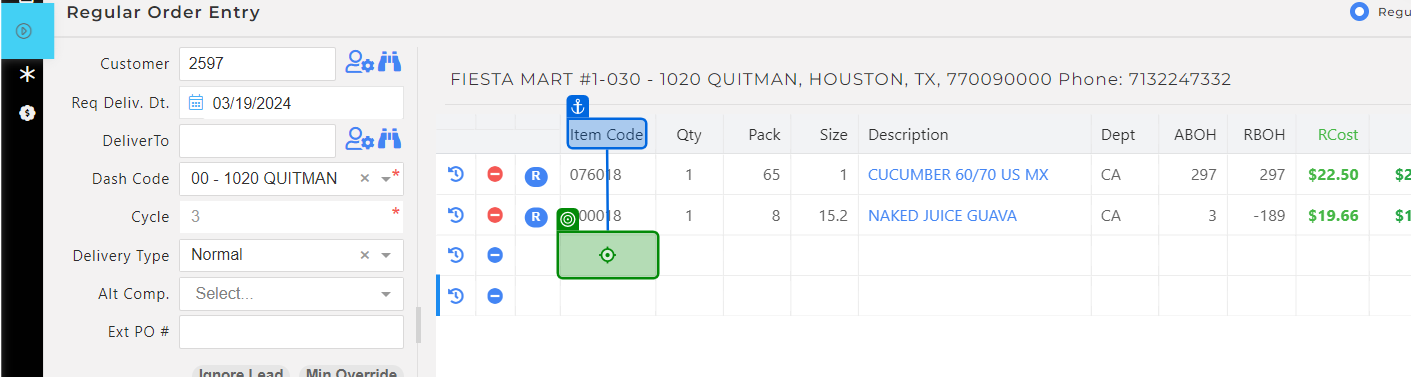 Regular Order Entry
Regu
Customer 2597
Req Deliv. Dt. 03/19/2024
DeliverTo
Dash Code 00 - 1020 QUITMAN × *
Cycle 3 *
Delivery Type Normal ×
Alt Comp. Select...
Ext PO #
Ignore Lead Min Override
FIESTA MART #1-030 - 1020 QUITMAN, HOUSTON, TX, 770090000 Phone: 7132247332
Item Code Qty Pack Size Description Dept ABOH RBOH RCost
R 076018 1 65 1 CUCUMBER 60/70 US MX CA 297 297 $22.50 $2
R 00018 1 8 15.2 NAKED JUICE GUAVA CA 3 -189 $19.66 $1